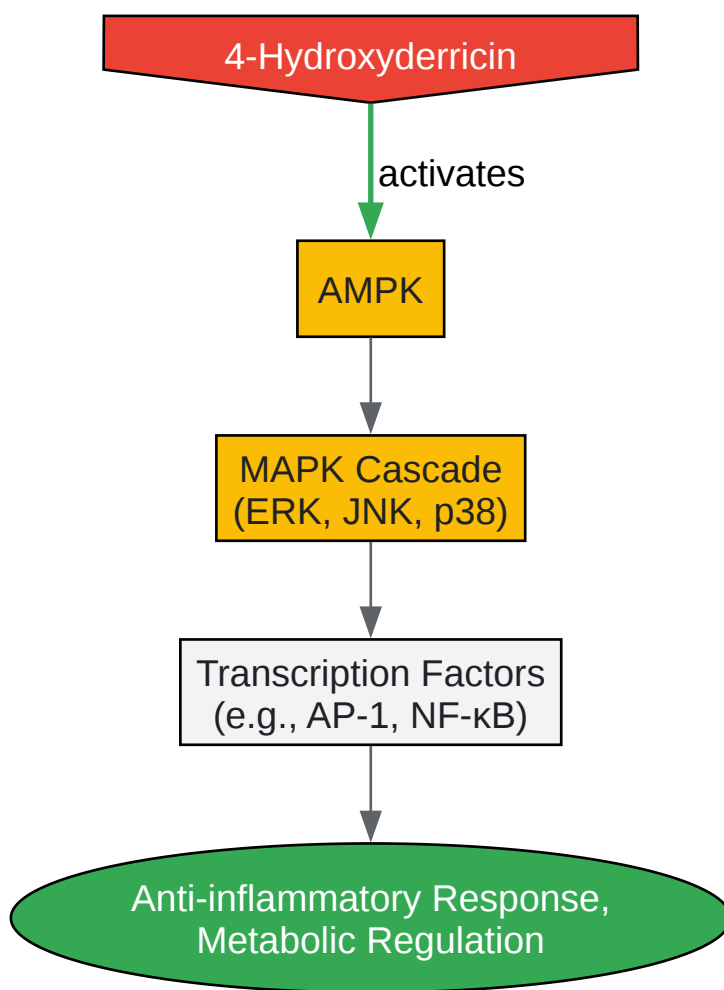 4-Hydroxyderricin
activates
AMPK
MAPK Cascade
(ERK, JNK, p38)
Transcription Factors
(e.g., AP-1, NF-κB)
Anti-inflammatory Response,
Metabolic Regulation